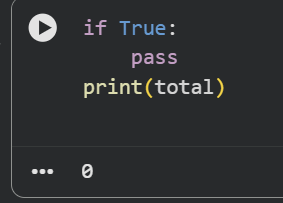 if True:
    pass
print(total)
0